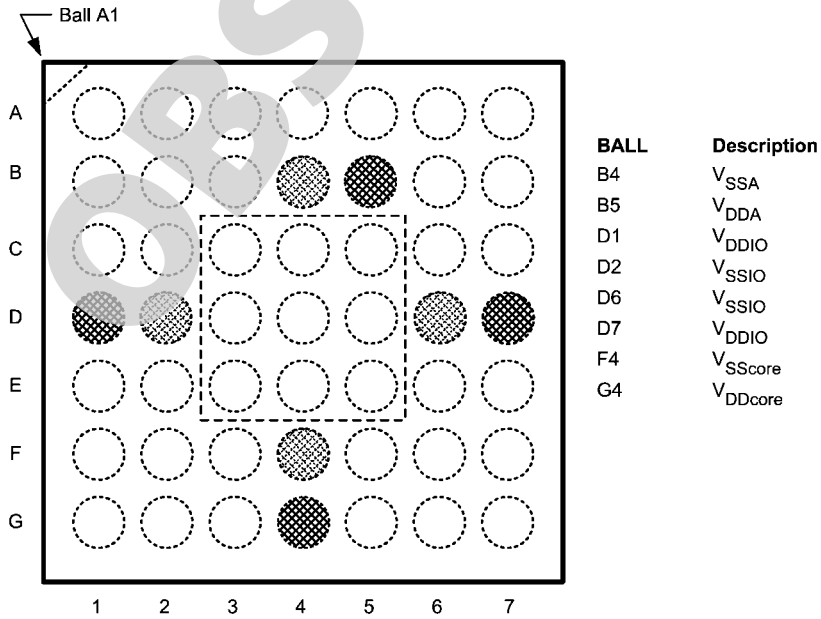 Ball A1
A
B
C
D
E
F
G
1 2 3 4 5 6 7
BALL Description
B4 VSSA
B5 VDDA
D1 VDDIO
D2 VSSIO
D6 VSSIO
D7 VDDIO
F4 VSScore
G4 VDDcore
OBS